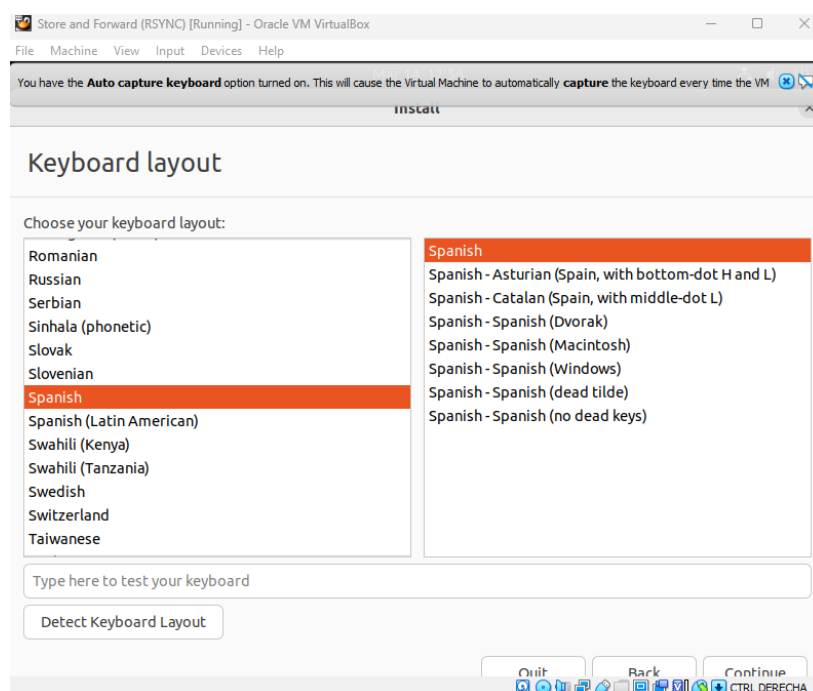 Store and Forward (RSYNC) [Running] - Oracle VM VirtualBox
File Machine View Input Devices Help
You have the Auto capture keyboard option turned on. This will cause the Virtual Machine to automatically capture the keyboard every time the VM
Install
Keyboard layout
Choose your keyboard layout:
Romanian
Russian
Serbian
Sinhala (phonetic)
Slovak
Slovenian
Spanish
Spanish (Latin American)
Swahili (Kenya)
Swahili (Tanzania)
Swedish
Switzerland
Taiwanese
Spanish
Spanish - Asturian (Spain, with bottom-dot H and L)
Spanish - Catalan (Spain, with middle-dot L)
Spanish - Spanish (Dvorak)
Spanish - Spanish (Macintosh)
Spanish - Spanish (Windows)
Spanish - Spanish (dead tilde)
Spanish - Spanish (no dead keys)
Type here to test your keyboard
Detect Keyboard Layout
Quit Back Continue
CTRL DERECHA